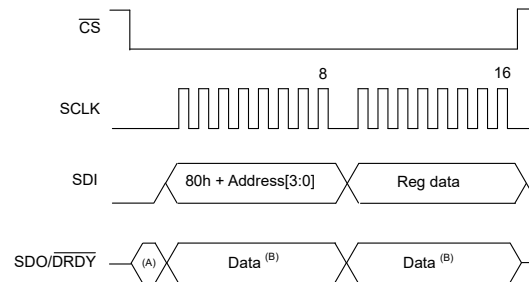 CS
8
16
SCLK
SDI
80h + Address[3:0]
Reg data
SDO/DRDY
(A)
Data (B)
Data (B)